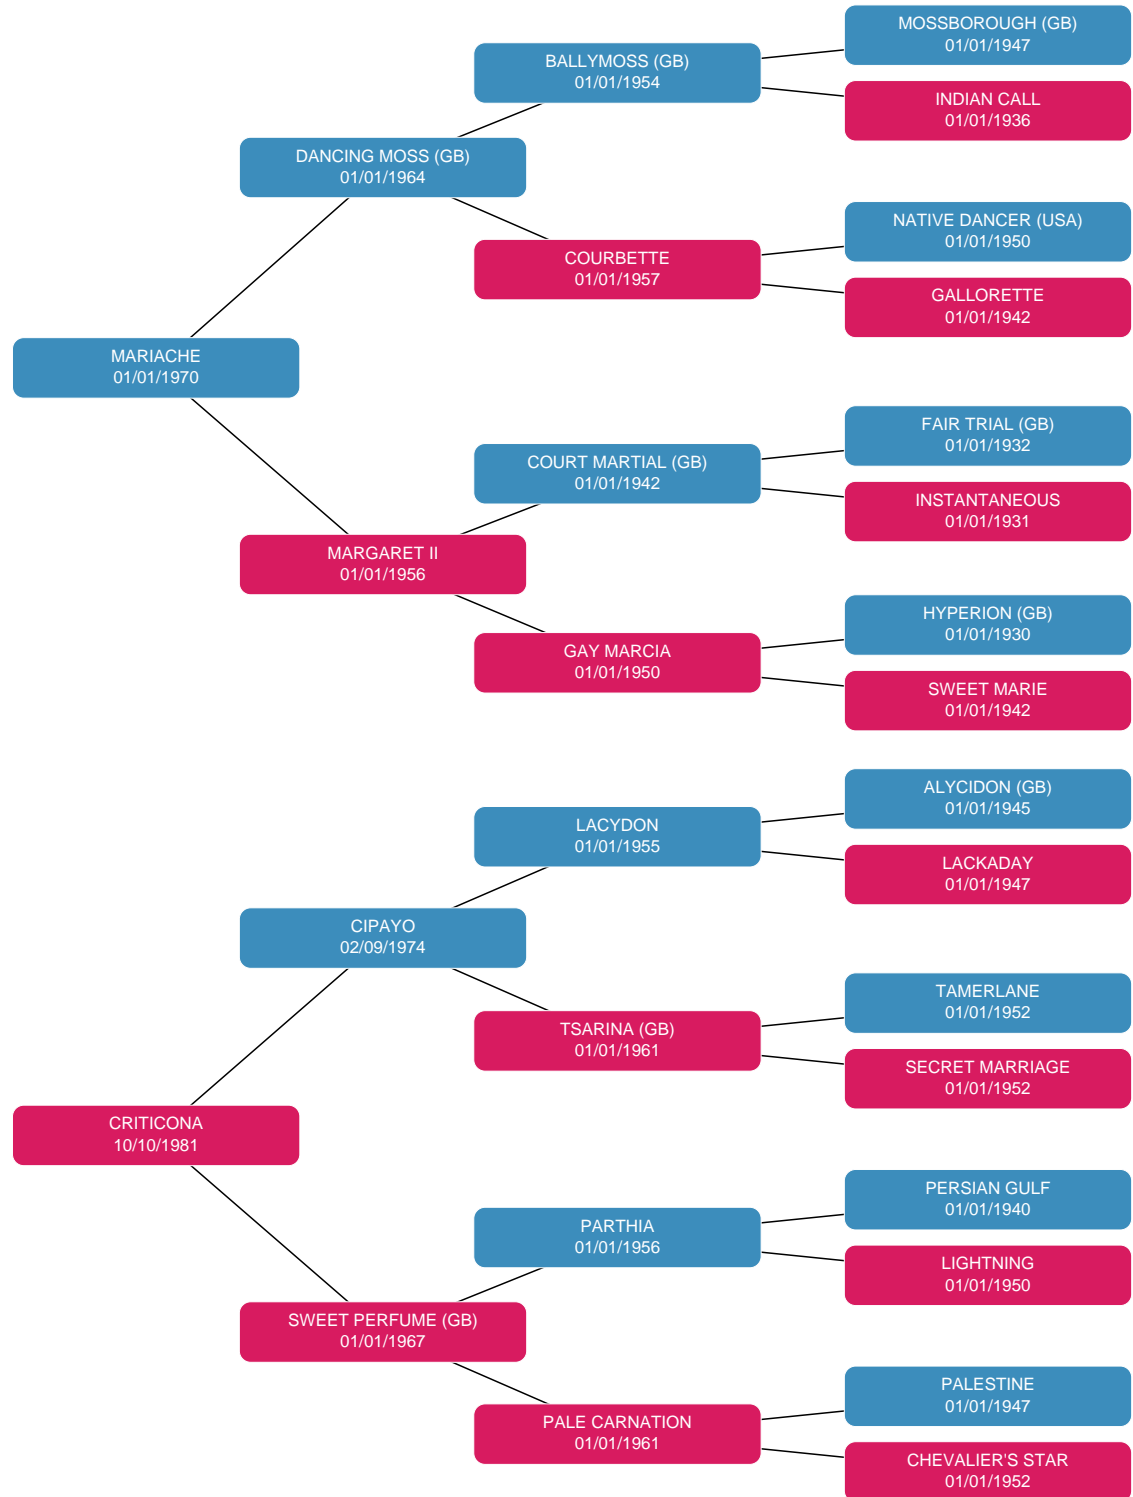 MOSSBOROUGH (GB)
01/01/1947
BALLYMOSS (GB)
01/01/1954
INDIAN CALL
01/01/1936
DANCING MOSS (GB)
01/01/1964
NATIVE DANCER (USA)
01/01/1950
COURBETTE
01/01/1957
GALLORETTE
01/01/1942
MARIACHE
01/01/1970
FAIR TRIAL (GB)
01/01/1932
COURT MARTIAL (GB)
01/01/1942
INSTANTANEOUS
01/01/1931
MARGARET II
01/01/1956
HYPERION (GB)
01/01/1930
GAY MARCIA
01/01/1950
SWEET MARIE
01/01/1942
ALYCIDON (GB)
01/01/1945
LACYDON
01/01/1955
LACKADAY
01/01/1947
CIPAYO
02/09/1974
TAMERLANE
01/01/1952
TSARINA (GB)
01/01/1961
SECRET MARRIAGE
01/01/1952
CRITICONA
10/10/1981
PERSIAN GULF
01/01/1940
PARTHIA
01/01/1956
LIGHTNING
01/01/1950
SWEET PERFUME (GB)
01/01/1967
PALESTINE
01/01/1947
PALE CARNATION
01/01/1961
CHEVALIER'S STAR
01/01/1952